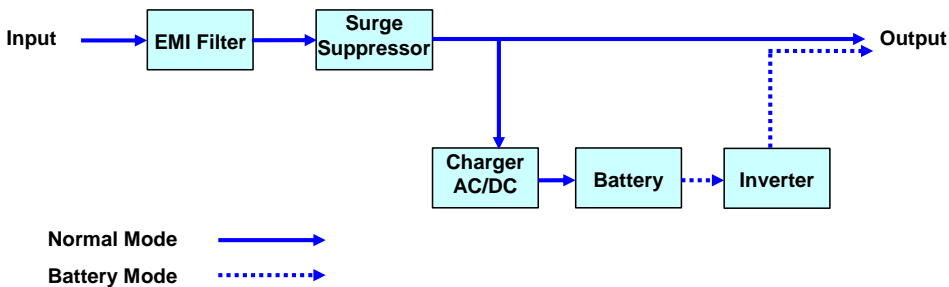 Input
EMI Filter
Surge
Suppressor
Output
Charger
AC/DC
Battery
Inverter
Normal Mode
Battery Mode